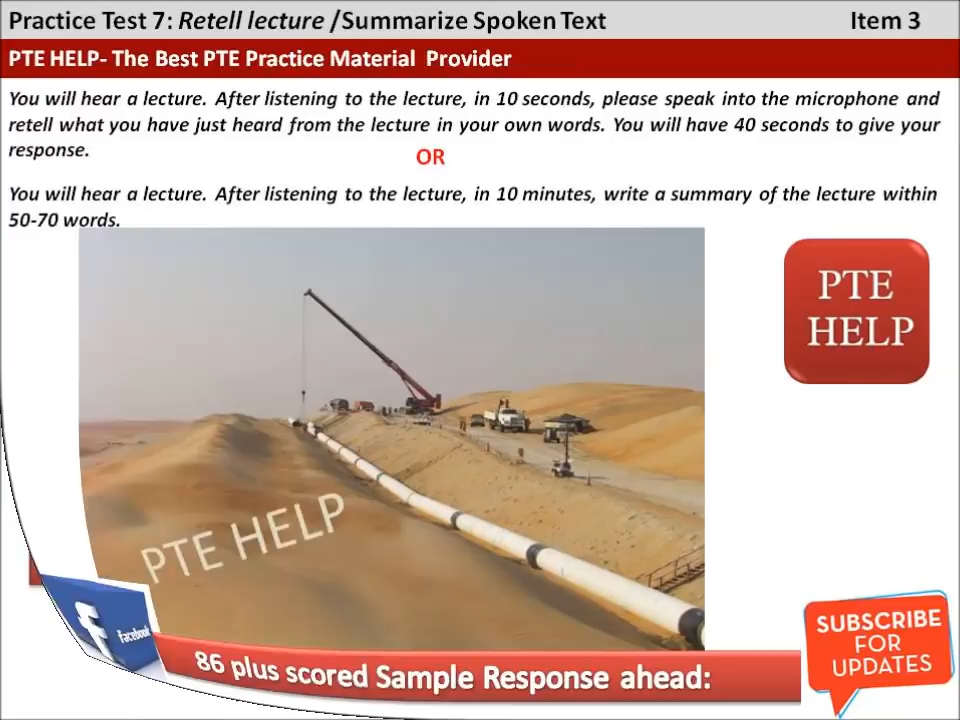 Practice Test 7: Retell lecture /Summarize Spoken Text Item 3
PTE HELP- The Best PTE Practice Material Provider
You will hear a lecture. After listening to the lecture, in 10 seconds, please speak into the microphone and
retell what you have just heard from the lecture in your own words. You will have 40 seconds to give your
response.
OR
You will hear a lecture. After listening to the lecture, in 10 minutes, write a summary of the lecture within
50-70 words.
PTE
HELP
PTE HELP
f facebook
86 plus scored Sample Response ahead:
SUBSCRIBE
FOR
UPDATES